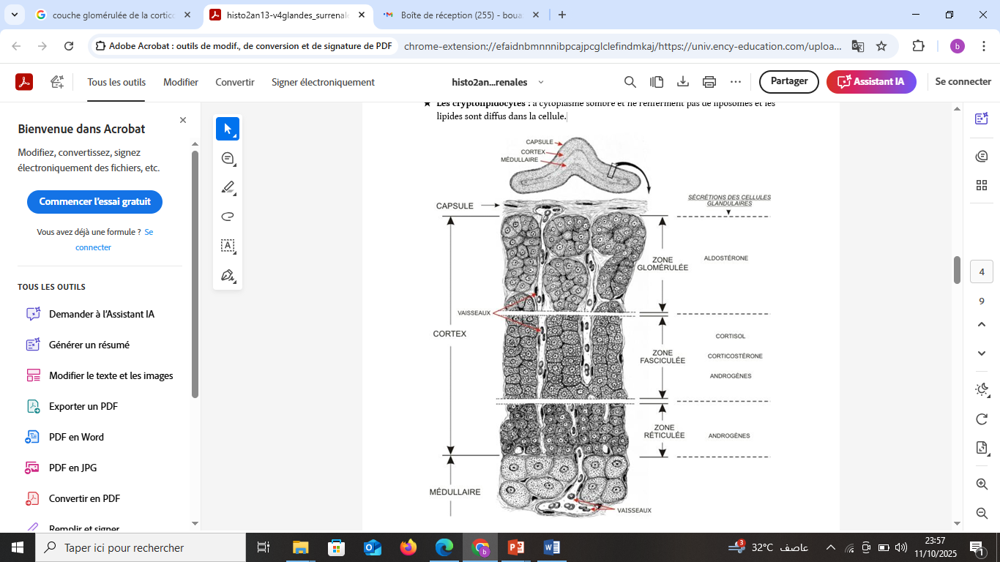 couche glomérulée de la cortico
histo2an13-v4glandes_surrenale
Boîte de réception (255) - boua
Adobe Acrobat : outils de modif., de conversion et de signature de PDF
chrome-extension://efaidnbmnnnibpcajpcglclefindmkaj/https://univ.ency-education.com/uploa...
b
Tous les outils
Modifier
Convertir
Signer électroniquement
histo2an...renales
Partager
Assistant IA
Se connecter
Bienvenue dans Acrobat
Modifiez, convertissez, signez
électroniquement des fichiers, etc.
Commencer l'essai gratuit
Vous avez déjà une formule ? Se
connecter
TOUS LES OUTILS
Demander à l'Assistant IA
Générer un résumé
Modifier le texte et les images
Exporter un PDF
PDF en Word
PDF en JPG
Convertir en PDF
Remplir et signer
★ Les cryptolipidocytes : à cytoplasme sombre et ne renferment pas de liposomes et les
lipides sont diffus dans la cellule.
CAPSULE
CORTEX
MÉDULLAIRE
CAPSULE
SÉCRÉTIONS DES CELLULES
GLANDULAIRES
ZONE
GLOMÉRULÉE
ALDOSTÉRONE
VAISSEAUX
CORTEX
CORTISOL
ZONE
FASCICULÉE
CORTICOSTÉRONE
ANDROGÈNES
ZONE
RÉTICULÉE
ANDROGÈNES
MÉDULLAIRE
VAISSEAUX
4
9
Taper ici pour rechercher
3
32°C
عاصف
23:57
11/10/2025
1